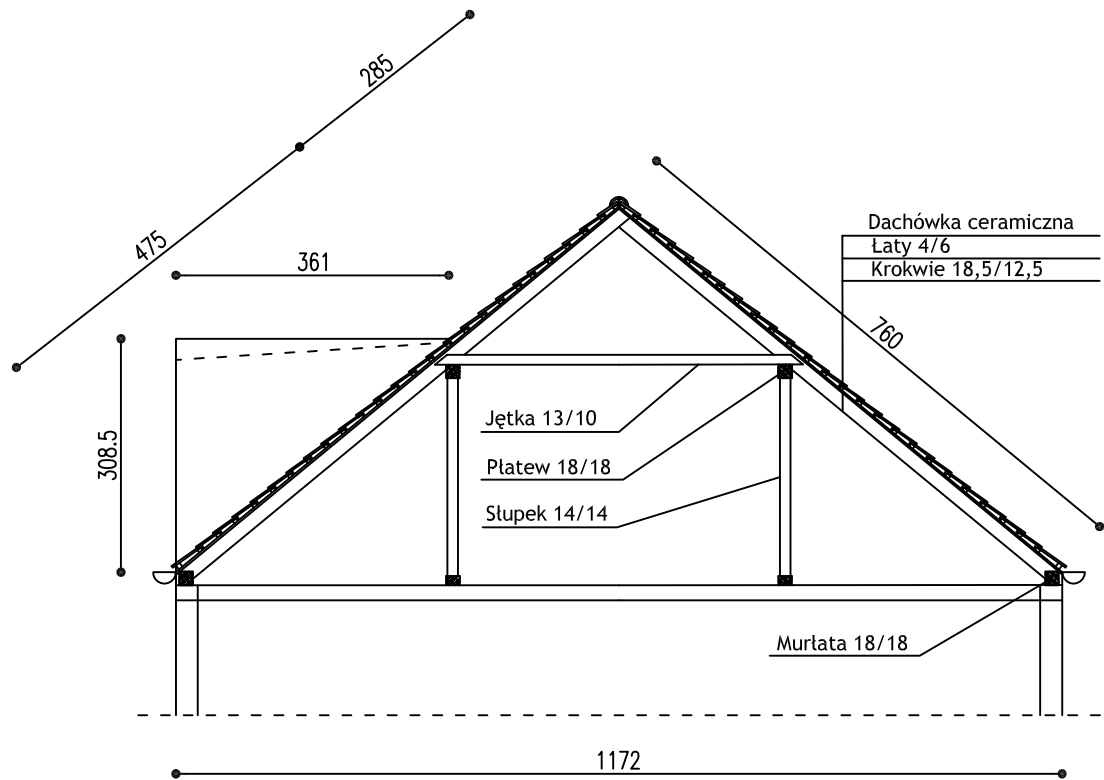 285
475
361
308.5
760
Dachówka ceramiczna
Łaty 4/6
Krokwie 18,5/12,5
Jętka 13/10
Płatew 18/18
Słupek 14/14
Murłata 18/18
1172